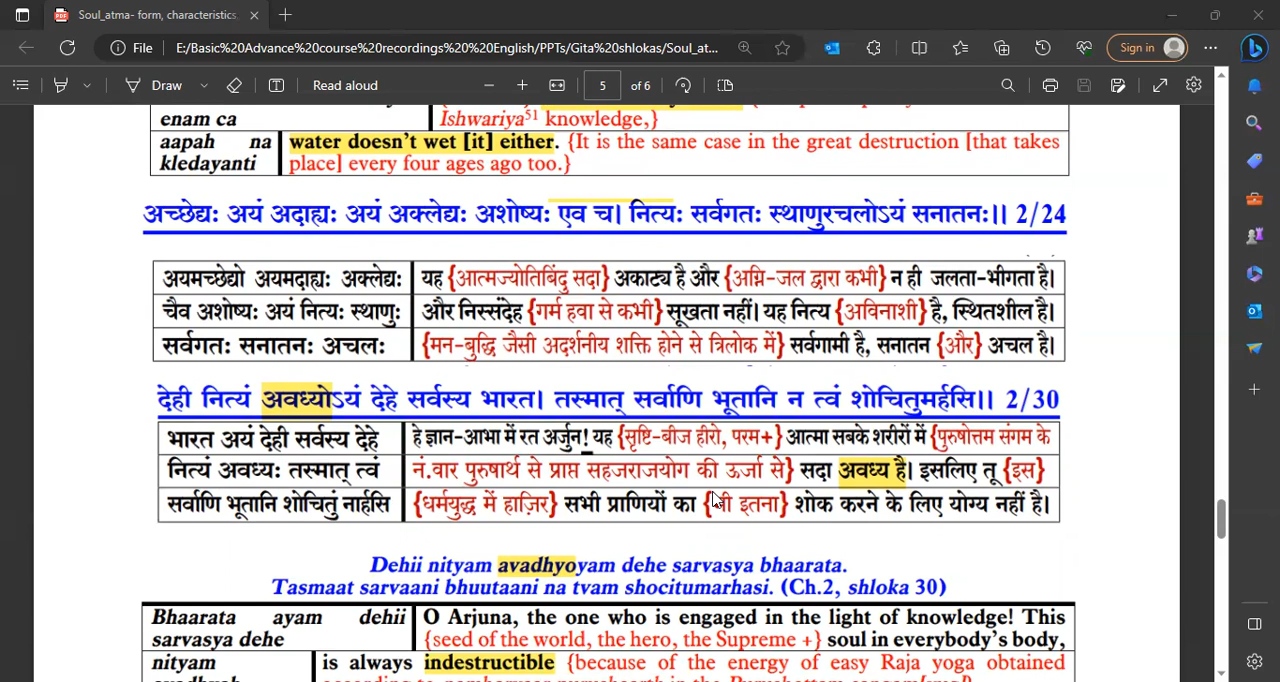 Soul_atma- form, characteristics,
File
E:/Basic%20Advance%20course%20recordings%20%20English/PPTs/Gita%20shlokas/Soul_at...
Sign in
Draw
Read aloud
5
of 6
enam ca
Ishwariya51 knowledge,}
aapah na
water doesn't wet [it] either. {It is the same case in the great destruction [that takes
kledayanti
place] every four ages ago too.}
अच्छेद्यः अयं अदाह्यः अयं अक्लेद्यः अशोष्यः एव च। नित्यः सर्वगतः स्थाणुरचलोऽयं सनातनः।। 2/24
अयमच्छेद्यो अयमदाह्यः अक्लेद्यः
यह {आत्मज्योतिबिंदु सदा} अकाट्य है और {अग्नि-जल द्वारा कभी} न ही जलता-भीगता है।
चैव अशोष्यः अयं नित्यः स्थाणुः
और निस्संदेह {गर्म हवा से कभी} सूखता नहीं। यह नित्य {अविनाशी} है, स्थितशील है।
सर्वगतः सनातनः अचलः
{मन-बुद्धि जैसी अदर्शनीय शक्ति होने से त्रिलोक में} सर्वगामी है, सनातन {और} अचल है।
देही नित्यं अवध्योऽयं देहे सर्वस्य भारत। तस्मात् सर्वाणि भूतानि न त्वं शोचितुमर्हसि।। 2/30
भारत अयं देही सर्वस्य देहे
हे ज्ञान-आभा में रत अर्जुन! यह {सृष्टि-बीज हीरो, परम+} आत्मा सबके शरीरों में {पुरुषोत्तम संगम के
नित्यं अवध्यः तस्मात् त्वं
नं.वार पुरुषार्थ से प्राप्त सहजराजयोग की ऊर्जा से} सदा अवध्य है। इसलिए तू {इस}
सर्वाणि भूतानि शोचितुं नार्हसि
{धर्मयुद्ध में हाज़िर} सभी प्राणियों का {भी इतना} शोक करने के लिए योग्य नहीं है।
Dehii nityam avadhyoyam dehe sarvasya bhaarata.
Tasmaat sarvaani bhuutaani na tvam shocitumarhasi. (Ch.2, shloka 30)
Bhaarata ayam dehii
O Arjuna, the one who is engaged in the light of knowledge! This
sarvasya dehe
{seed of the world, the hero, the Supreme +} soul in everybody's body,
nityam
is always indestructible {because of the energy of easy Raja yoga obtained